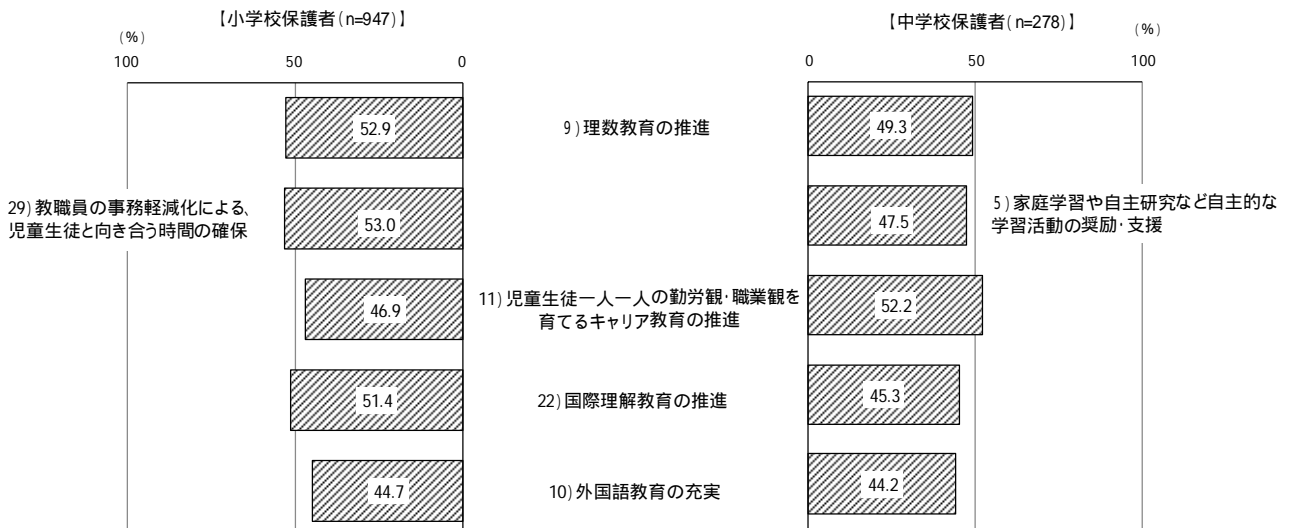 【小学校保護者(n=947)】
【中学校保護者(n=278)】
(%)
(%)
100
50
0
0
50
100
52.9
9)理数教育の推進
49.3
29)教職員の事務軽減化による、
児童生徒と向き合う時間の確保
53.0
47.5
5)家庭学習や自主研究など自主的な
学習活動の奨励・支援
46.9
11)児童生徒一人一人の勤労観・職業観を
育てるキャリア教育の推進
52.2
51.4
22)国際理解教育の推進
45.3
44.7
10)外国語教育の充実
44.2